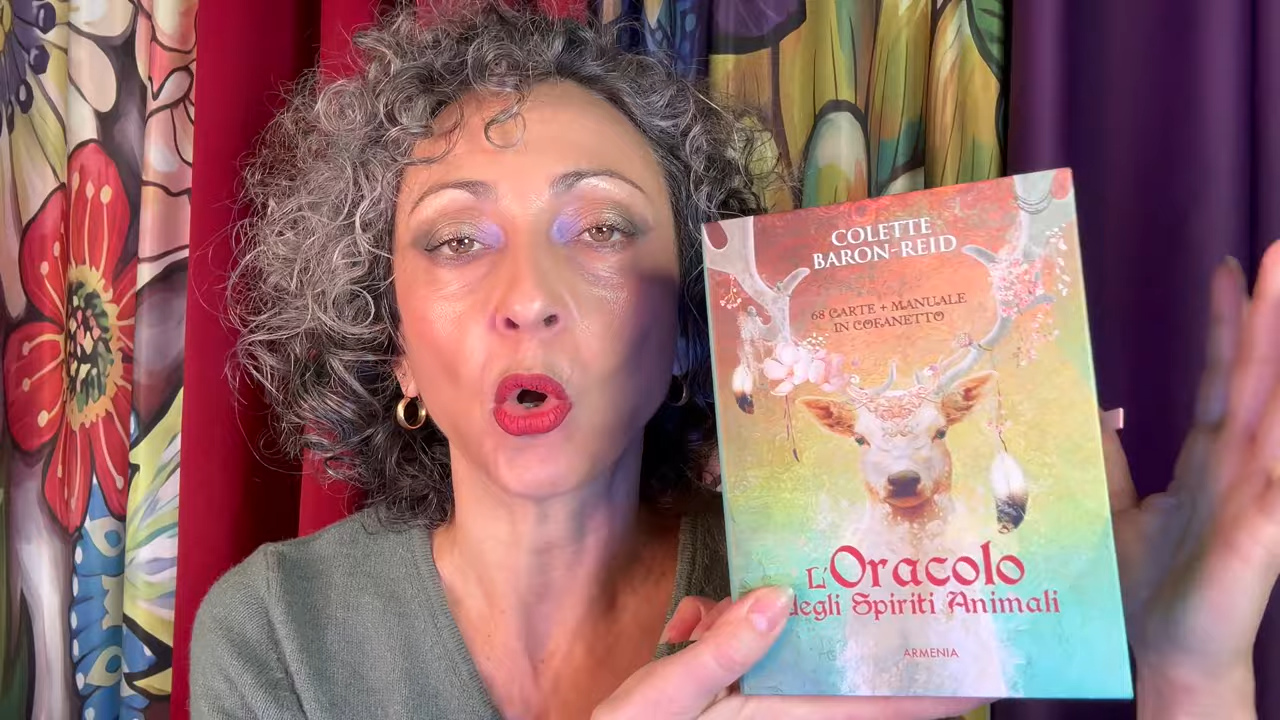 COLETTE
BARON-REID
68 CARTE + MANUALE
IN COFANETTO
L'Oracolo
degli Spiriti Animali
ARMENIA